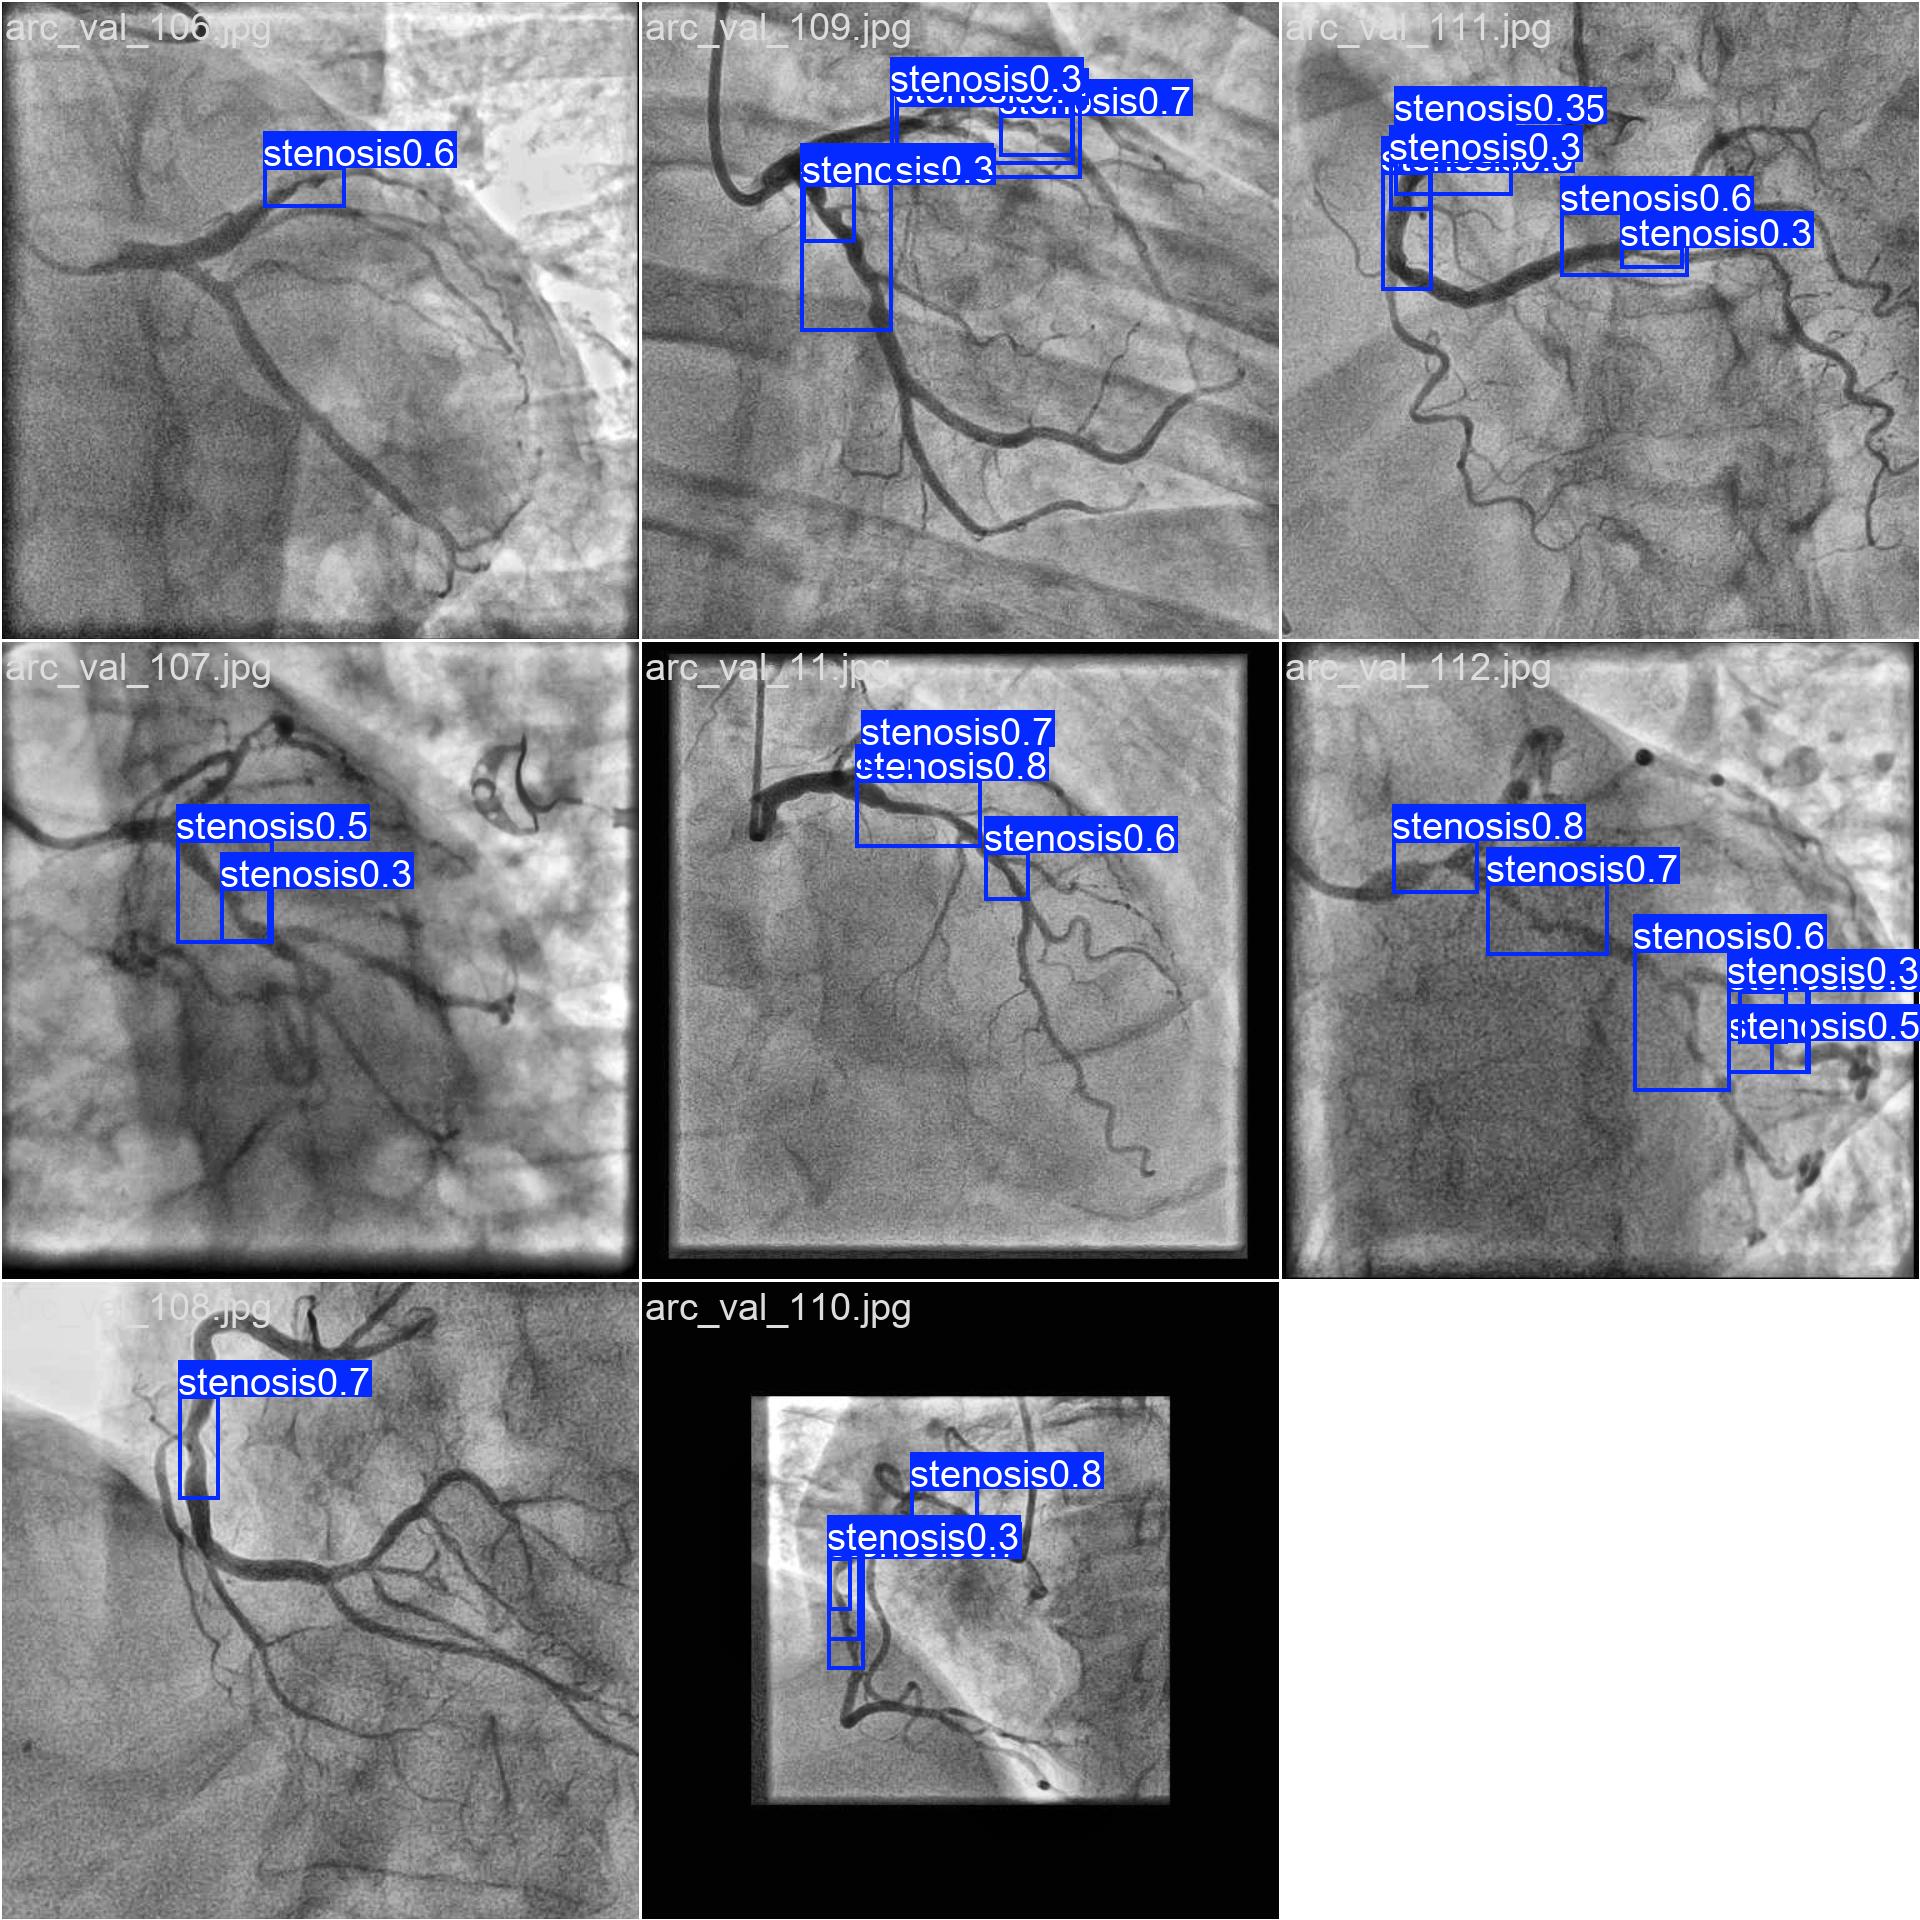 arc_val_106.jpg
stenosis0.6
arc_val_109.jpg
stenosis0.3
stenosis0.7
stenosis0.3
arc_val_111.jpg
stenosis0.35
stenosis0.3
stenosis0.6
stenosis0.3
arc_val_107.jpg
stenosis0.5
stenosis0.3
arc_val_11.jpg
stenosis0.7
stenosis0.8
stenosis0.6
arc_val_112.jpg
stenosis0.8
stenosis0.7
stenosis0.6
stenosis0.3
stenosis0.5
arc_val_108.jpg
stenosis0.7
arc_val_110.jpg
stenosis0.8
stenosis0.3